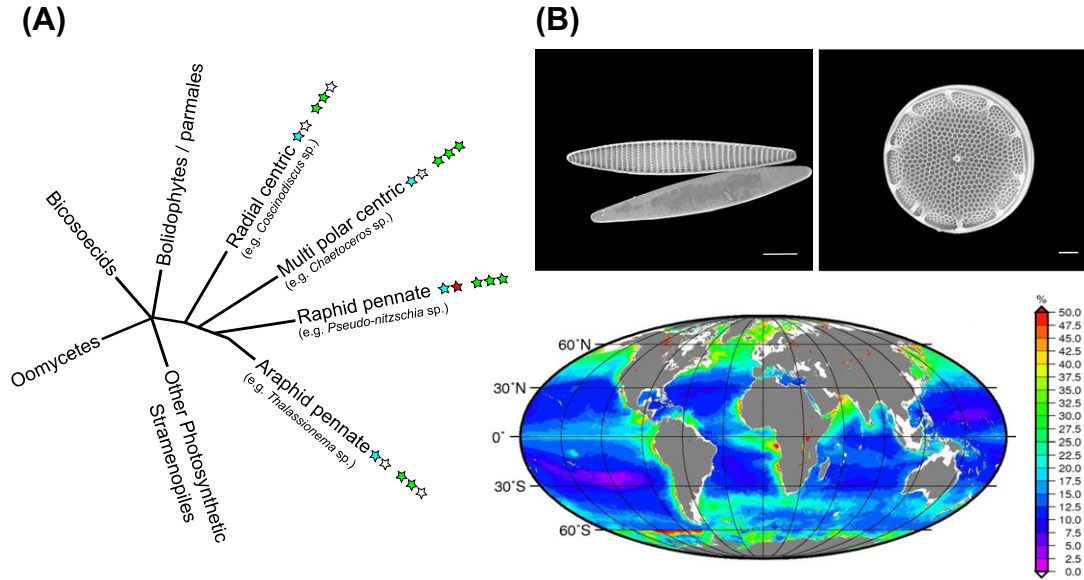 (A)
Bicosoecids
Bolidophytes / parmales
Radial centric
(e.g. Coscinodiscus sp.)
Multi polar centric
(e.g. Chaetoceros sp.)
Raphid pennate
(e.g. Pseudo-nitzschia sp.)
Araphid pennate
(e.g. Thalassionema sp.)
Other Photosynthetic
Stramenopiles
Oomycetes
(B)
60˚N
30˚N
0˚
30˚S
60˚S
%
50.0
47.5
45.0
42.5
40.0
37.5
35.0
32.5
30.0
27.5
25.0
22.5
20.0
17.5
15.0
12.5
10.0
7.5
5.0
2.5
0.0